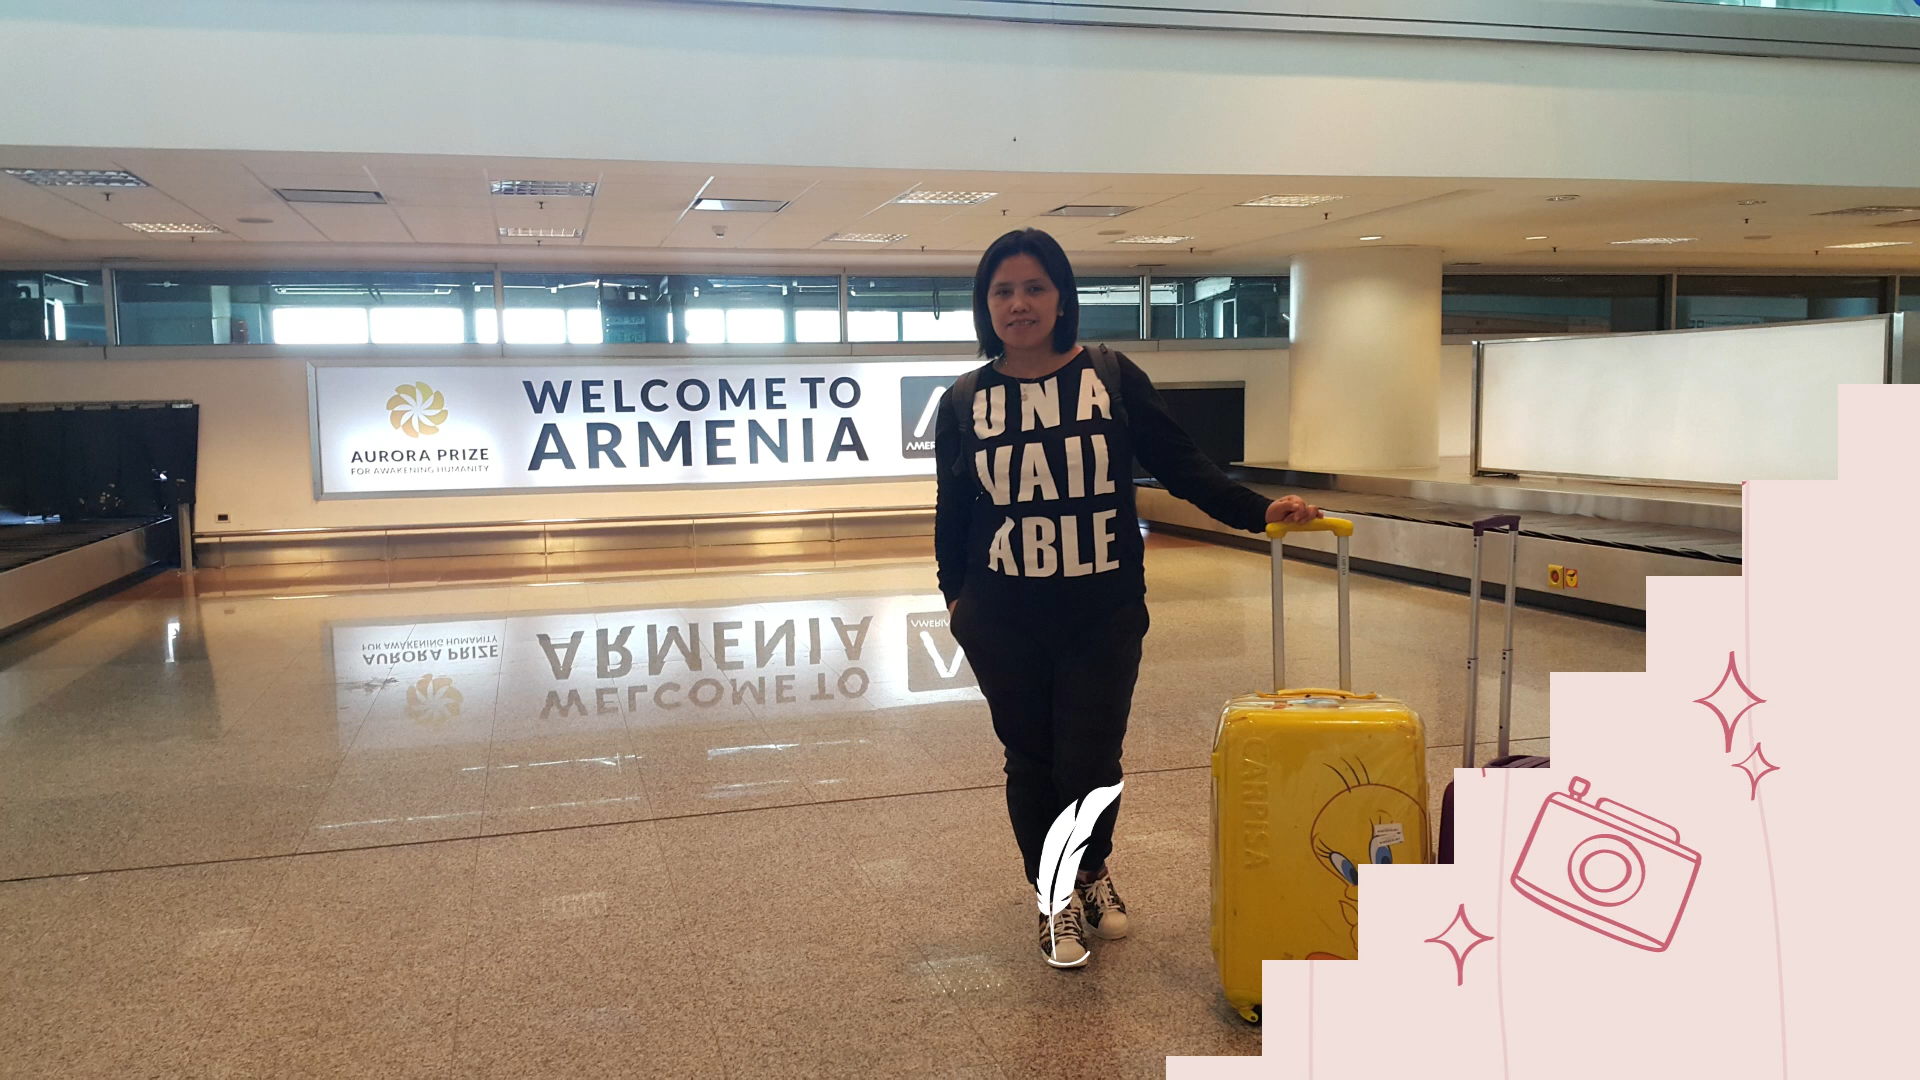 AURORA PRIZE
FOR AWAKENING HUMANITY
WELCOME TO
ARMENIA
UNA
VAIL
ABLE
CARPISA